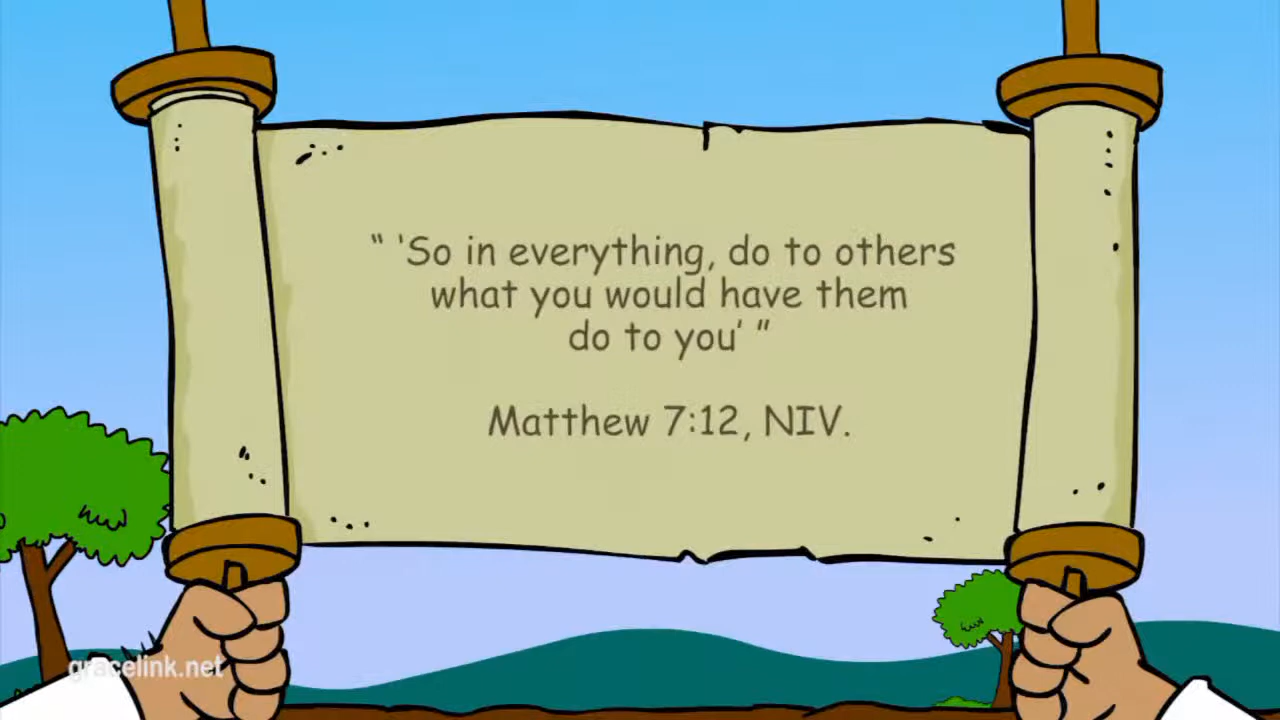 “ ‘So in everything, do to others
what you would have them
do to you’ ”
Matthew 7:12, NIV.
gracelink.net